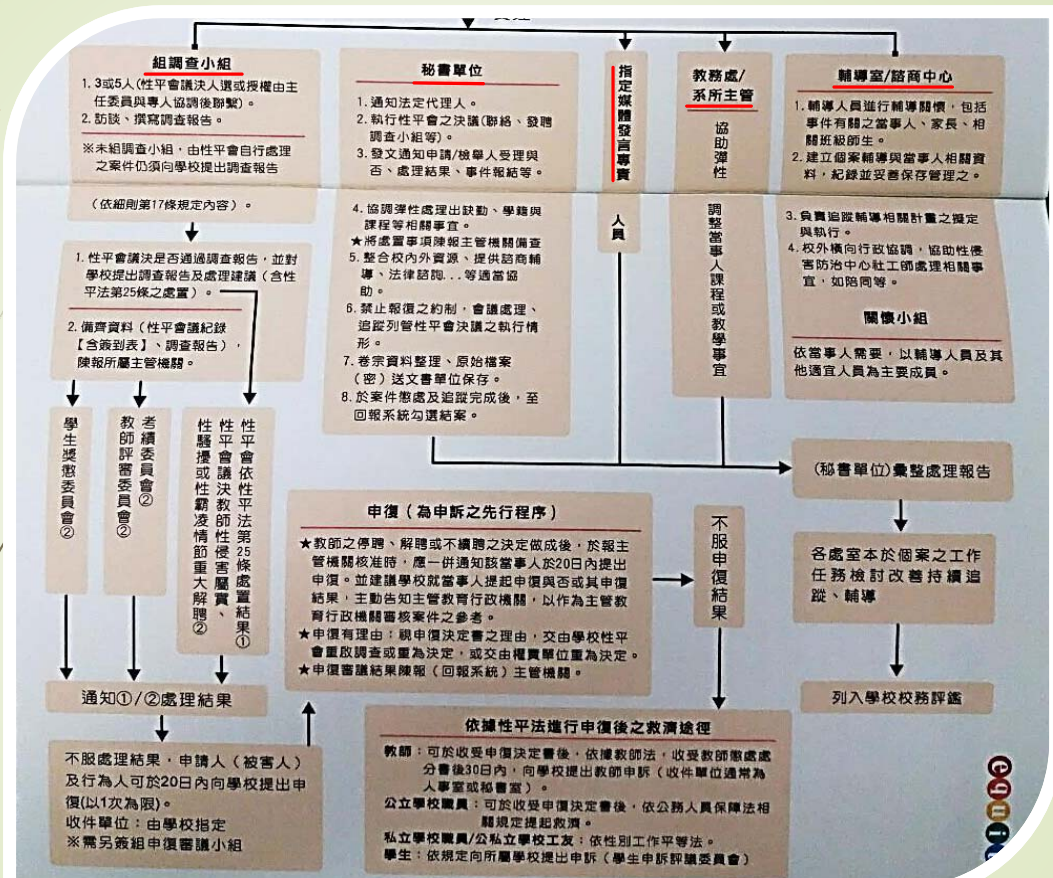 組調查小組
1. 3或5人(性平會議決人選或授權由主
任委員與專人協調後聯繫)。
2. 訪談、撰寫調查報告。
※未組調查小組，由性平會自行處理
之案件仍須向學校提出調查報告
(依細則第17條規定內容)。
1. 性平會議決是否通過調查報告，並對
學校提出調查報告及處理建議（含性
平法第25條之處置）。
2. 備齊資料（性平會議紀錄
【含簽到表】、調查報告），
陳報所屬主管機關。
學生獎懲委員會②
考績委員會②
教師評審委員會②
性平會依性平法第25條處置結果①
性平會議決教師性侵害屬實、
性騷擾或性霸凌情節重大解聘②
通知①/②處理結果
不服處理結果，申請人（被害人）
及行為人可於20日內向學校提出申
復(以1次為限)。
收件單位：由學校指定
※需另簽組申復審議小組
秘書單位
1. 通知法定代理人。
2. 執行性平會之決議(聯絡、發聘
調查小組等)。
3. 發文通知申請/檢舉人受理與
否、處理結果、事件報結等。
4. 協調彈性處理出缺勤、學籍與
課程等相關事宜。
★將處置事項陳報主管機關備查
5. 整合校內外資源、提供諮商輔
導、法律諮詢...等適當協
助。
6. 禁止報復之約制，會議處理、
追蹤列管性平會決議之執行情
形。
7. 卷宗資料整理、原始檔案
（密）送文書單位保存。
8. 於案件懲處及追蹤完成後，至
回報系統勾選結案。
指定媒體發言專責人員
教務處/
系所主管
協助彈性調整當事人課程或教學事宜
輔導室/諮商中心
1. 輔導人員進行輔導關懷，包括
事件有關之當事人、家長、相
關班級師生。
2. 建立個案輔導與當事人相關資
料，紀錄並妥善保存管理之。
3. 負責追蹤輔導相關計畫之擬定
與執行。
4. 校外橫向行政協調，協助性侵
害防治中心社工師處理相關事
宜，如陪同等。
關懷小組
依當事人需要，以輔導人員及其
他適宜人員為主要成員。
(秘書單位)彙整處理報告
各處室本於個案之工作
任務檢討改善持續追
蹤、輔導
列入學校校務評鑑
申復（為申訴之先行程序）
★教師之停聘、解聘或不續聘之決定做成後，於報主
管機關核准時，應一併通知該當事人於20日內提出
申復。並建議學校就當事人提起申復與否或其申復
結果，主動告知主管教育行政機關，以作為主管教
育行政機關審核案件之參考。
★申復有理由：視申復決定書之理由，交由學校性平
會重啟調查或重為決定，或交由權責單位重為決定。
★申復審議結果陳報（回報系統）主管機關。
不服申復結果
依據性平法進行申復後之救濟途徑
教師：可於收受申復決定書後，依據教師法，收受教師懲處處
分書後30日內，向學校提出教師申訴（收件單位通常為
人事室或秘書室）。
公立學校職員：可於收受申復決定書後，依公務人員保障法相
關規定提起救濟。
私立學校職員/公私立學校工友：依性別工作平等法。
學生：依規定向所屬學校提出申訴（學生申訴評議委員會）